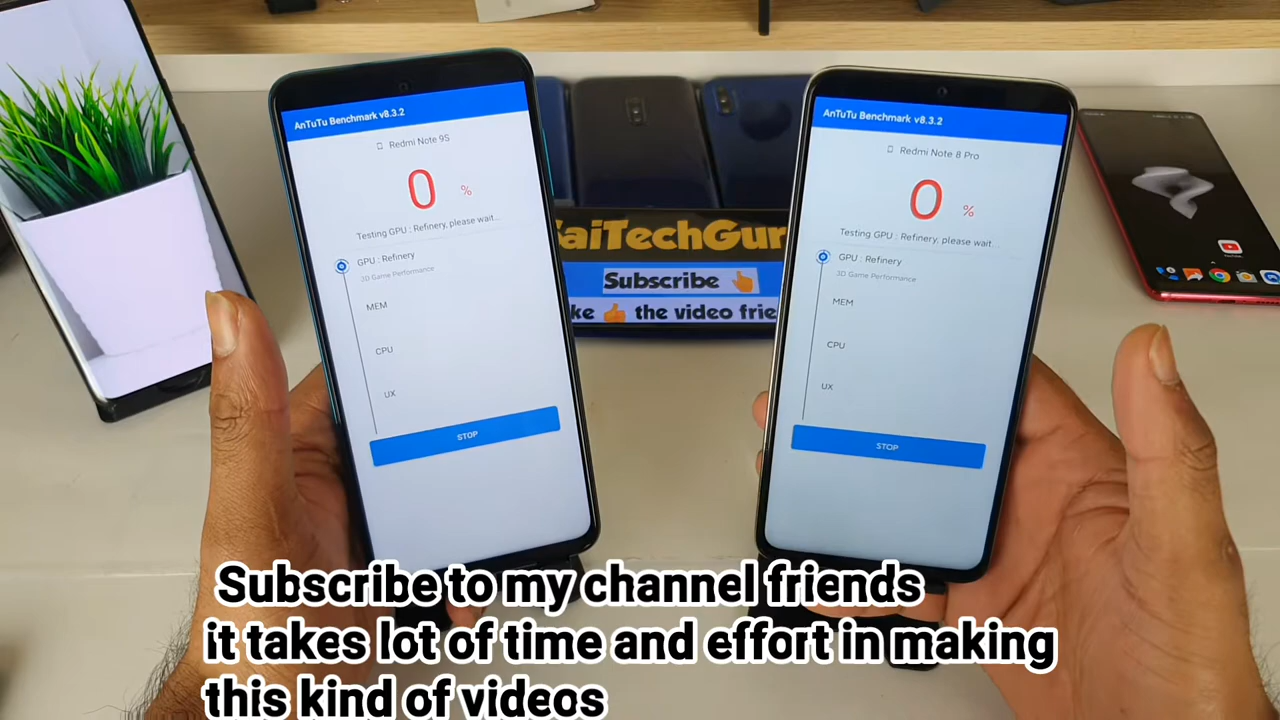 AnTuTu Benchmark v8.3.2
Redmi Note 9S
0 %
Testing GPU : Refinery, please wait...
GPU : Refinery
3D Game Performance
MEM
CPU
UX
STOP
AnTuTu Benchmark v8.3.2
Redmi Note 8 Pro
0 %
Testing GPU : Refinery, please wait...
GPU : Refinery
3D Game Performance
MEM
CPU
UX
STOP
SaiTechGur
Subscribe
ke 👍 the video frie
YouTube
Subscribe to my channel friends
it takes lot of time and effort in making
this kind of videos